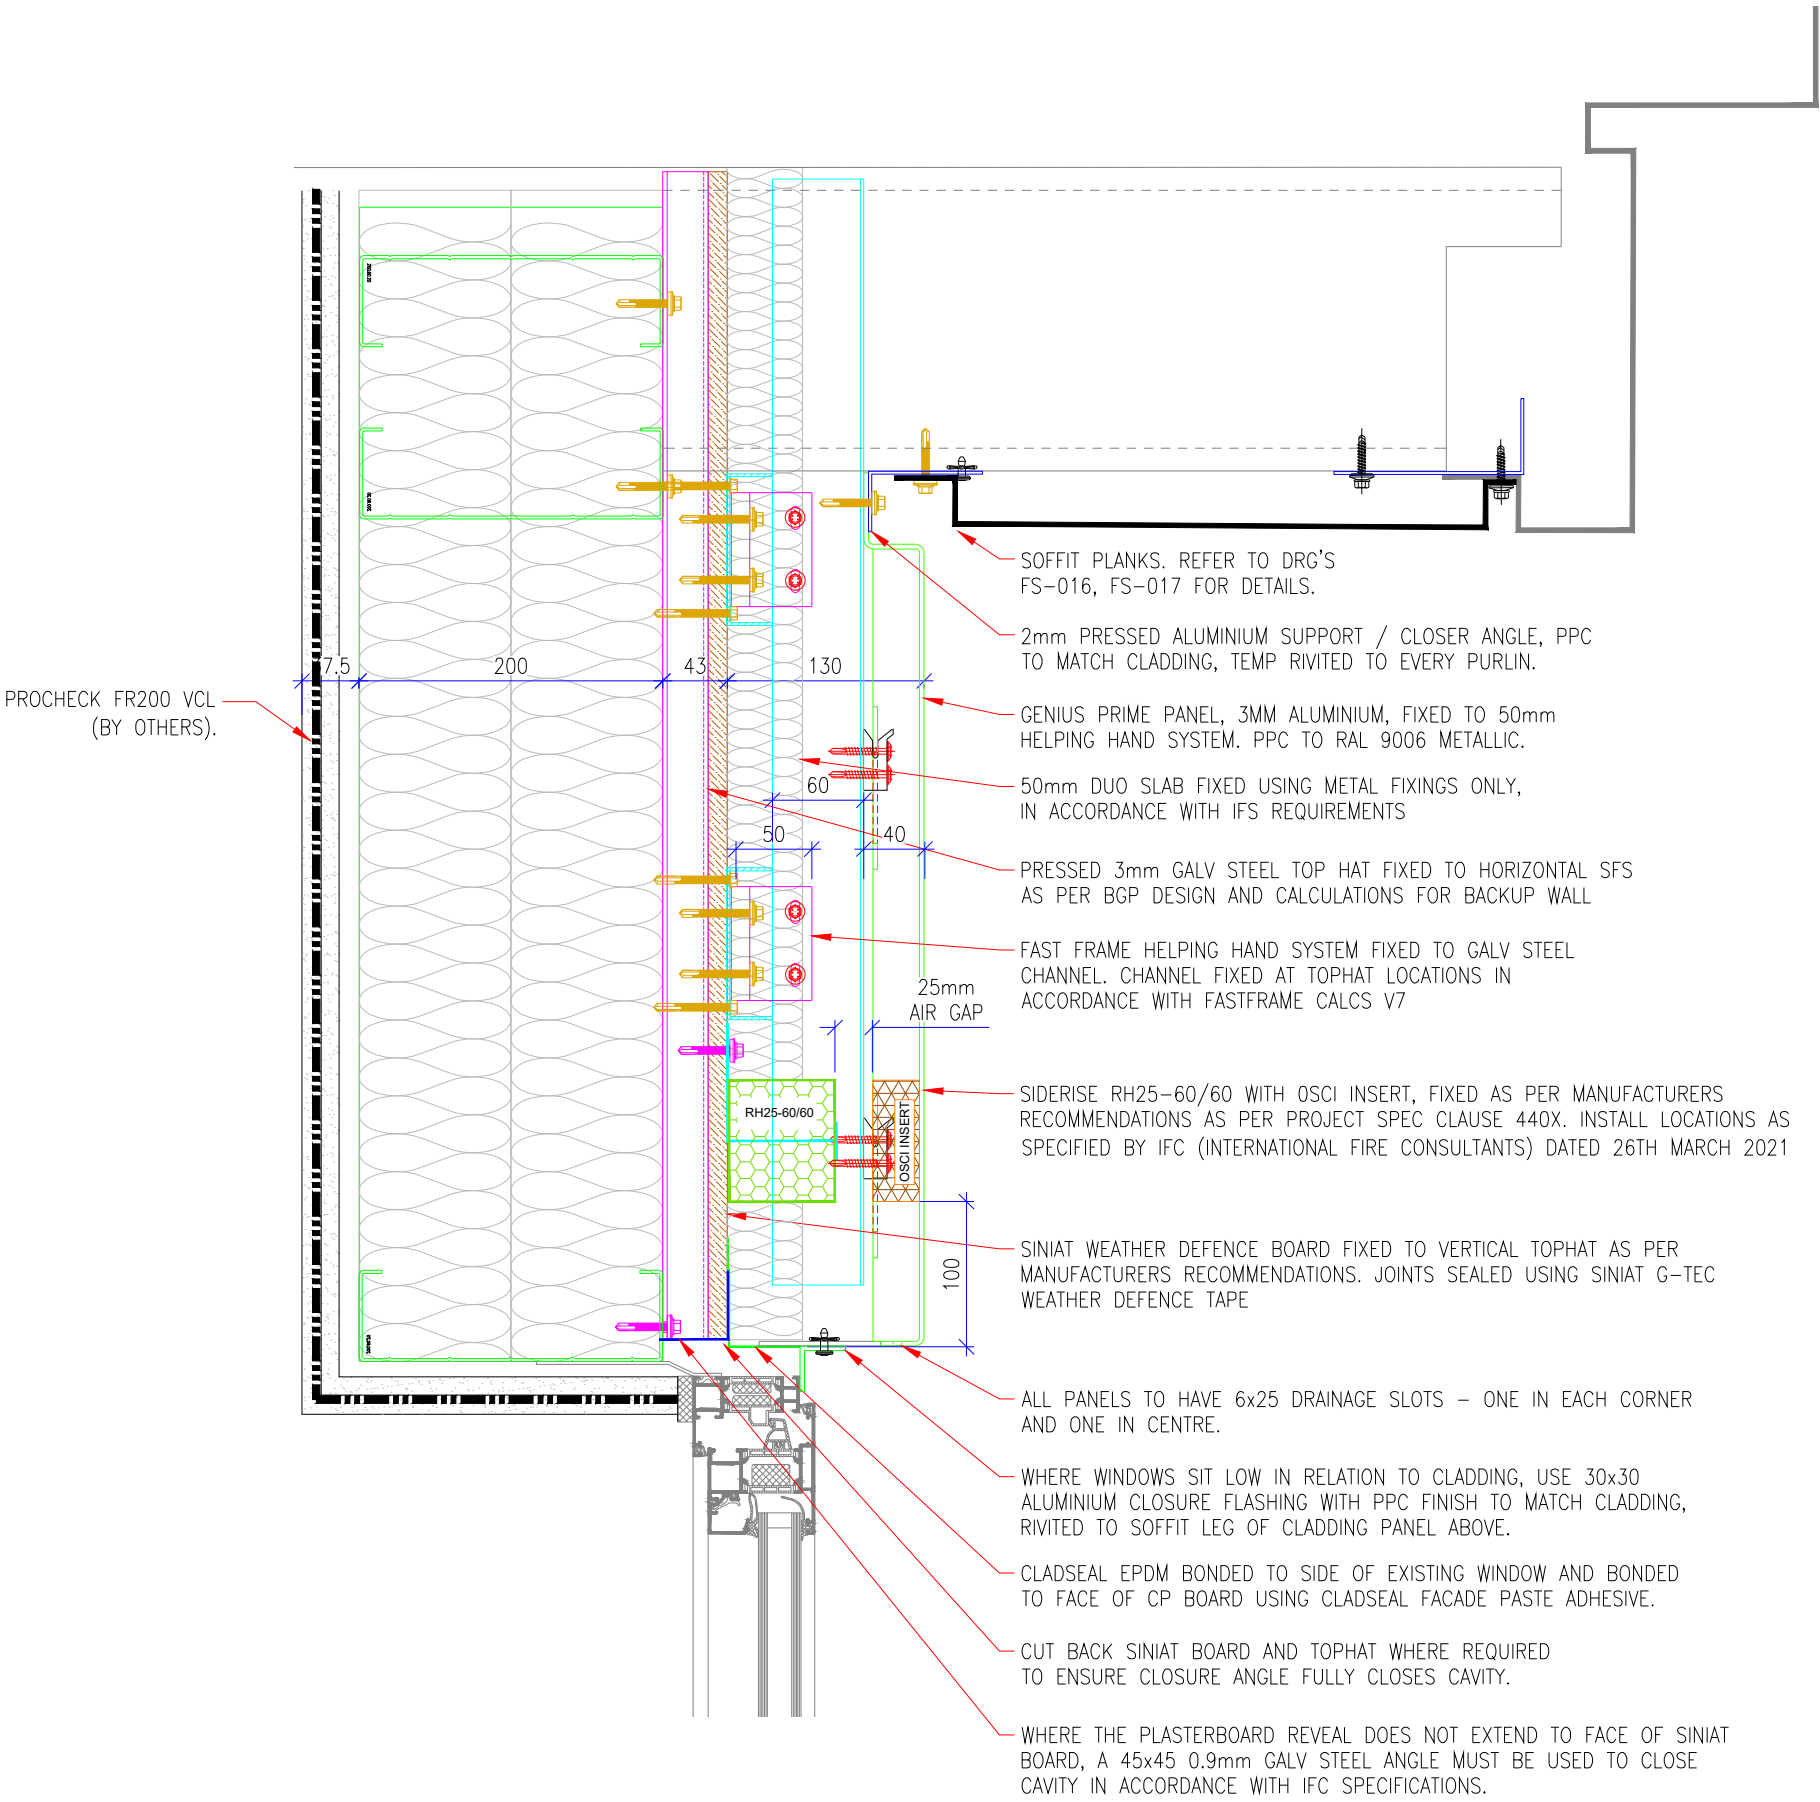 SOFFIT PLANKS. REFER TO DRG'S
FS-016, FS-017 FOR DETAILS.
2mm PRESSED ALUMINIUM SUPPORT / CLOSER ANGLE, PPC
TO MATCH CLADDING, TEMP RIVITED TO EVERY PURLIN.
7.5
200
43
130
PROCHECK FR200 VCL
(BY OTHERS).
GENIUS PRIME PANEL, 3MM ALUMINIUM, FIXED TO 50mm
HELPING HAND SYSTEM. PPC TO RAL 9006 METALLIC.
60
50mm DUO SLAB FIXED USING METAL FIXINGS ONLY,
IN ACCORDANCE WITH IFS REQUIREMENTS
50
40
PRESSED 3mm GALV STEEL TOP HAT FIXED TO HORIZONTAL SFS
AS PER BGP DESIGN AND CALCULATIONS FOR BACKUP WALL
FAST FRAME HELPING HAND SYSTEM FIXED TO GALV STEEL
CHANNEL. CHANNEL FIXED AT TOPHAT LOCATIONS IN
ACCORDANCE WITH FASTFRAME CALCS V7
25mm
AIR GAP
RH25-60/60
OSCI INSERT
SIDERISE RH25-60/60 WITH OSCI INSERT, FIXED AS PER MANUFACTURERS
RECOMMENDATIONS AS PER PROJECT SPEC CLAUSE 440X. INSTALL LOCATIONS AS
SPECIFIED BY IFC (INTERNATIONAL FIRE CONSULTANTS) DATED 26TH MARCH 2021
100
SINIAT WEATHER DEFENCE BOARD FIXED TO VERTICAL TOPHAT AS PER
MANUFACTURERS RECOMMENDATIONS. JOINTS SEALED USING SINIAT G-TEC
WEATHER DEFENCE TAPE
ALL PANELS TO HAVE 6x25 DRAINAGE SLOTS - ONE IN EACH CORNER
AND ONE IN CENTRE.
WHERE WINDOWS SIT LOW IN RELATION TO CLADDING, USE 30x30
ALUMINIUM CLOSURE FLASHING WITH PPC FINISH TO MATCH CLADDING,
RIVITED TO SOFFIT LEG OF CLADDING PANEL ABOVE.
CLADSEAL EPDM BONDED TO SIDE OF EXISTING WINDOW AND BONDED
TO FACE OF CP BOARD USING CLADSEAL FACADE PASTE ADHESIVE.
CUT BACK SINIAT BOARD AND TOPHAT WHERE REQUIRED
TO ENSURE CLOSURE ANGLE FULLY CLOSES CAVITY.
WHERE THE PLASTERBOARD REVEAL DOES NOT EXTEND TO FACE OF SINIAT
BOARD, A 45x45 0.9mm GALV STEEL ANGLE MUST BE USED TO CLOSE
CAVITY IN ACCORDANCE WITH IFC SPECIFICATIONS.